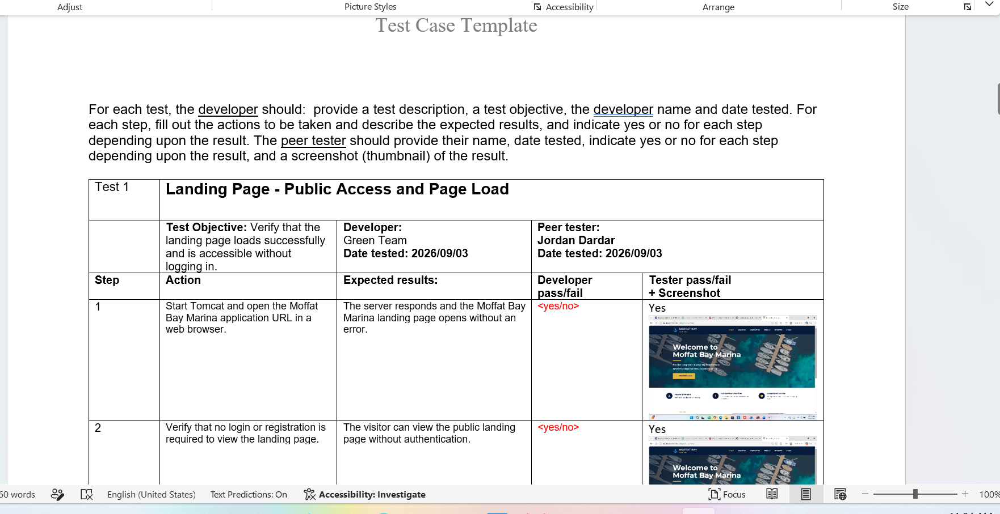 Adjust
Picture Styles
Accessibility
Arrange
Size
Test Case Template
For each test, the developer should:  provide a test description, a test objective, the developer name and date tested. For
each step, fill out the actions to be taken and describe the expected results, and indicate yes or no for each step
depending upon the result. The peer tester should provide their name, date tested, indicate yes or no for each step
depending upon the result, and a screenshot (thumbnail) of the result.
Test 1
Landing Page - Public Access and Page Load
Test Objective: Verify that the
landing page loads successfully
and is accessible without
logging in.
Developer:
Green Team
Date tested: 2026/09/03
Peer tester:
Jordan Dardar
Date tested: 2026/09/03
Step
Action
Expected results:
Developer
pass/fail
Tester pass/fail
+ Screenshot
1
Start Tomcat and open the Moffat
Bay Marina application URL in a
web browser.
The server responds and the Moffat Bay
Marina landing page opens without an
error.
<yes/no>
Yes
MOFFAT BAY
Welcome to
Moffat Bay Marina
2
Verify that no login or registration is
required to view the landing page.
The visitor can view the public landing
page without authentication.
<yes/no>
Yes
MOFFAT BAY
Welcome to
Moffat Bay Marina
60 words
English (United States)
Text Predictions: On
Accessibility: Investigate
Focus
100%